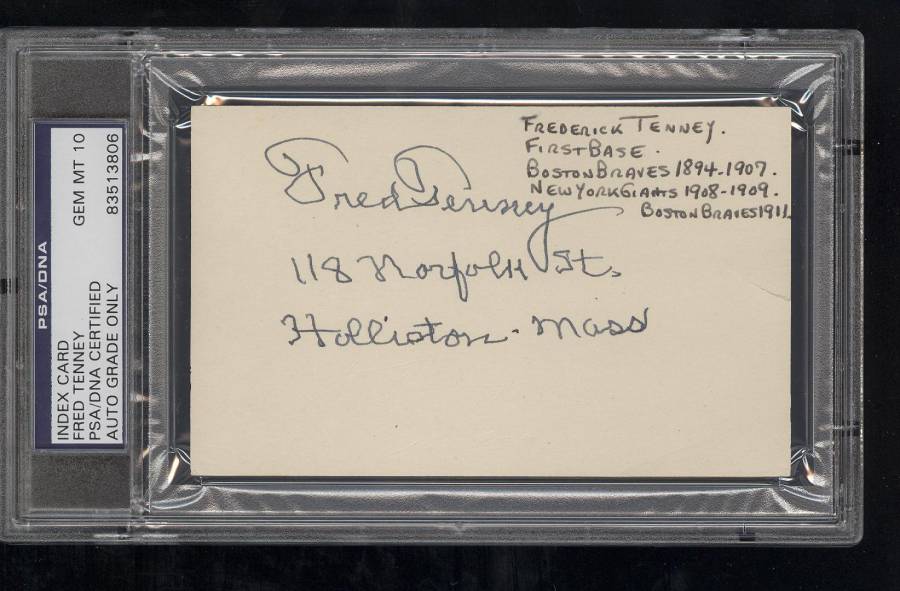 PSA/DNA
INDEX CARD
FRED TENNEY
PSA/DNA CERTIFIED
AUTO GRADE ONLY
GEM MT 10
83513806
FREDERICK TENNEY.
FIRST BASE.
BOSTON BRAVES 1894-1907.
NEW YORK GIANTS 1908-1909.
BOSTON BRAVES 1911
Fred Tenney
118 Norfolk St.
Holliston - Mass